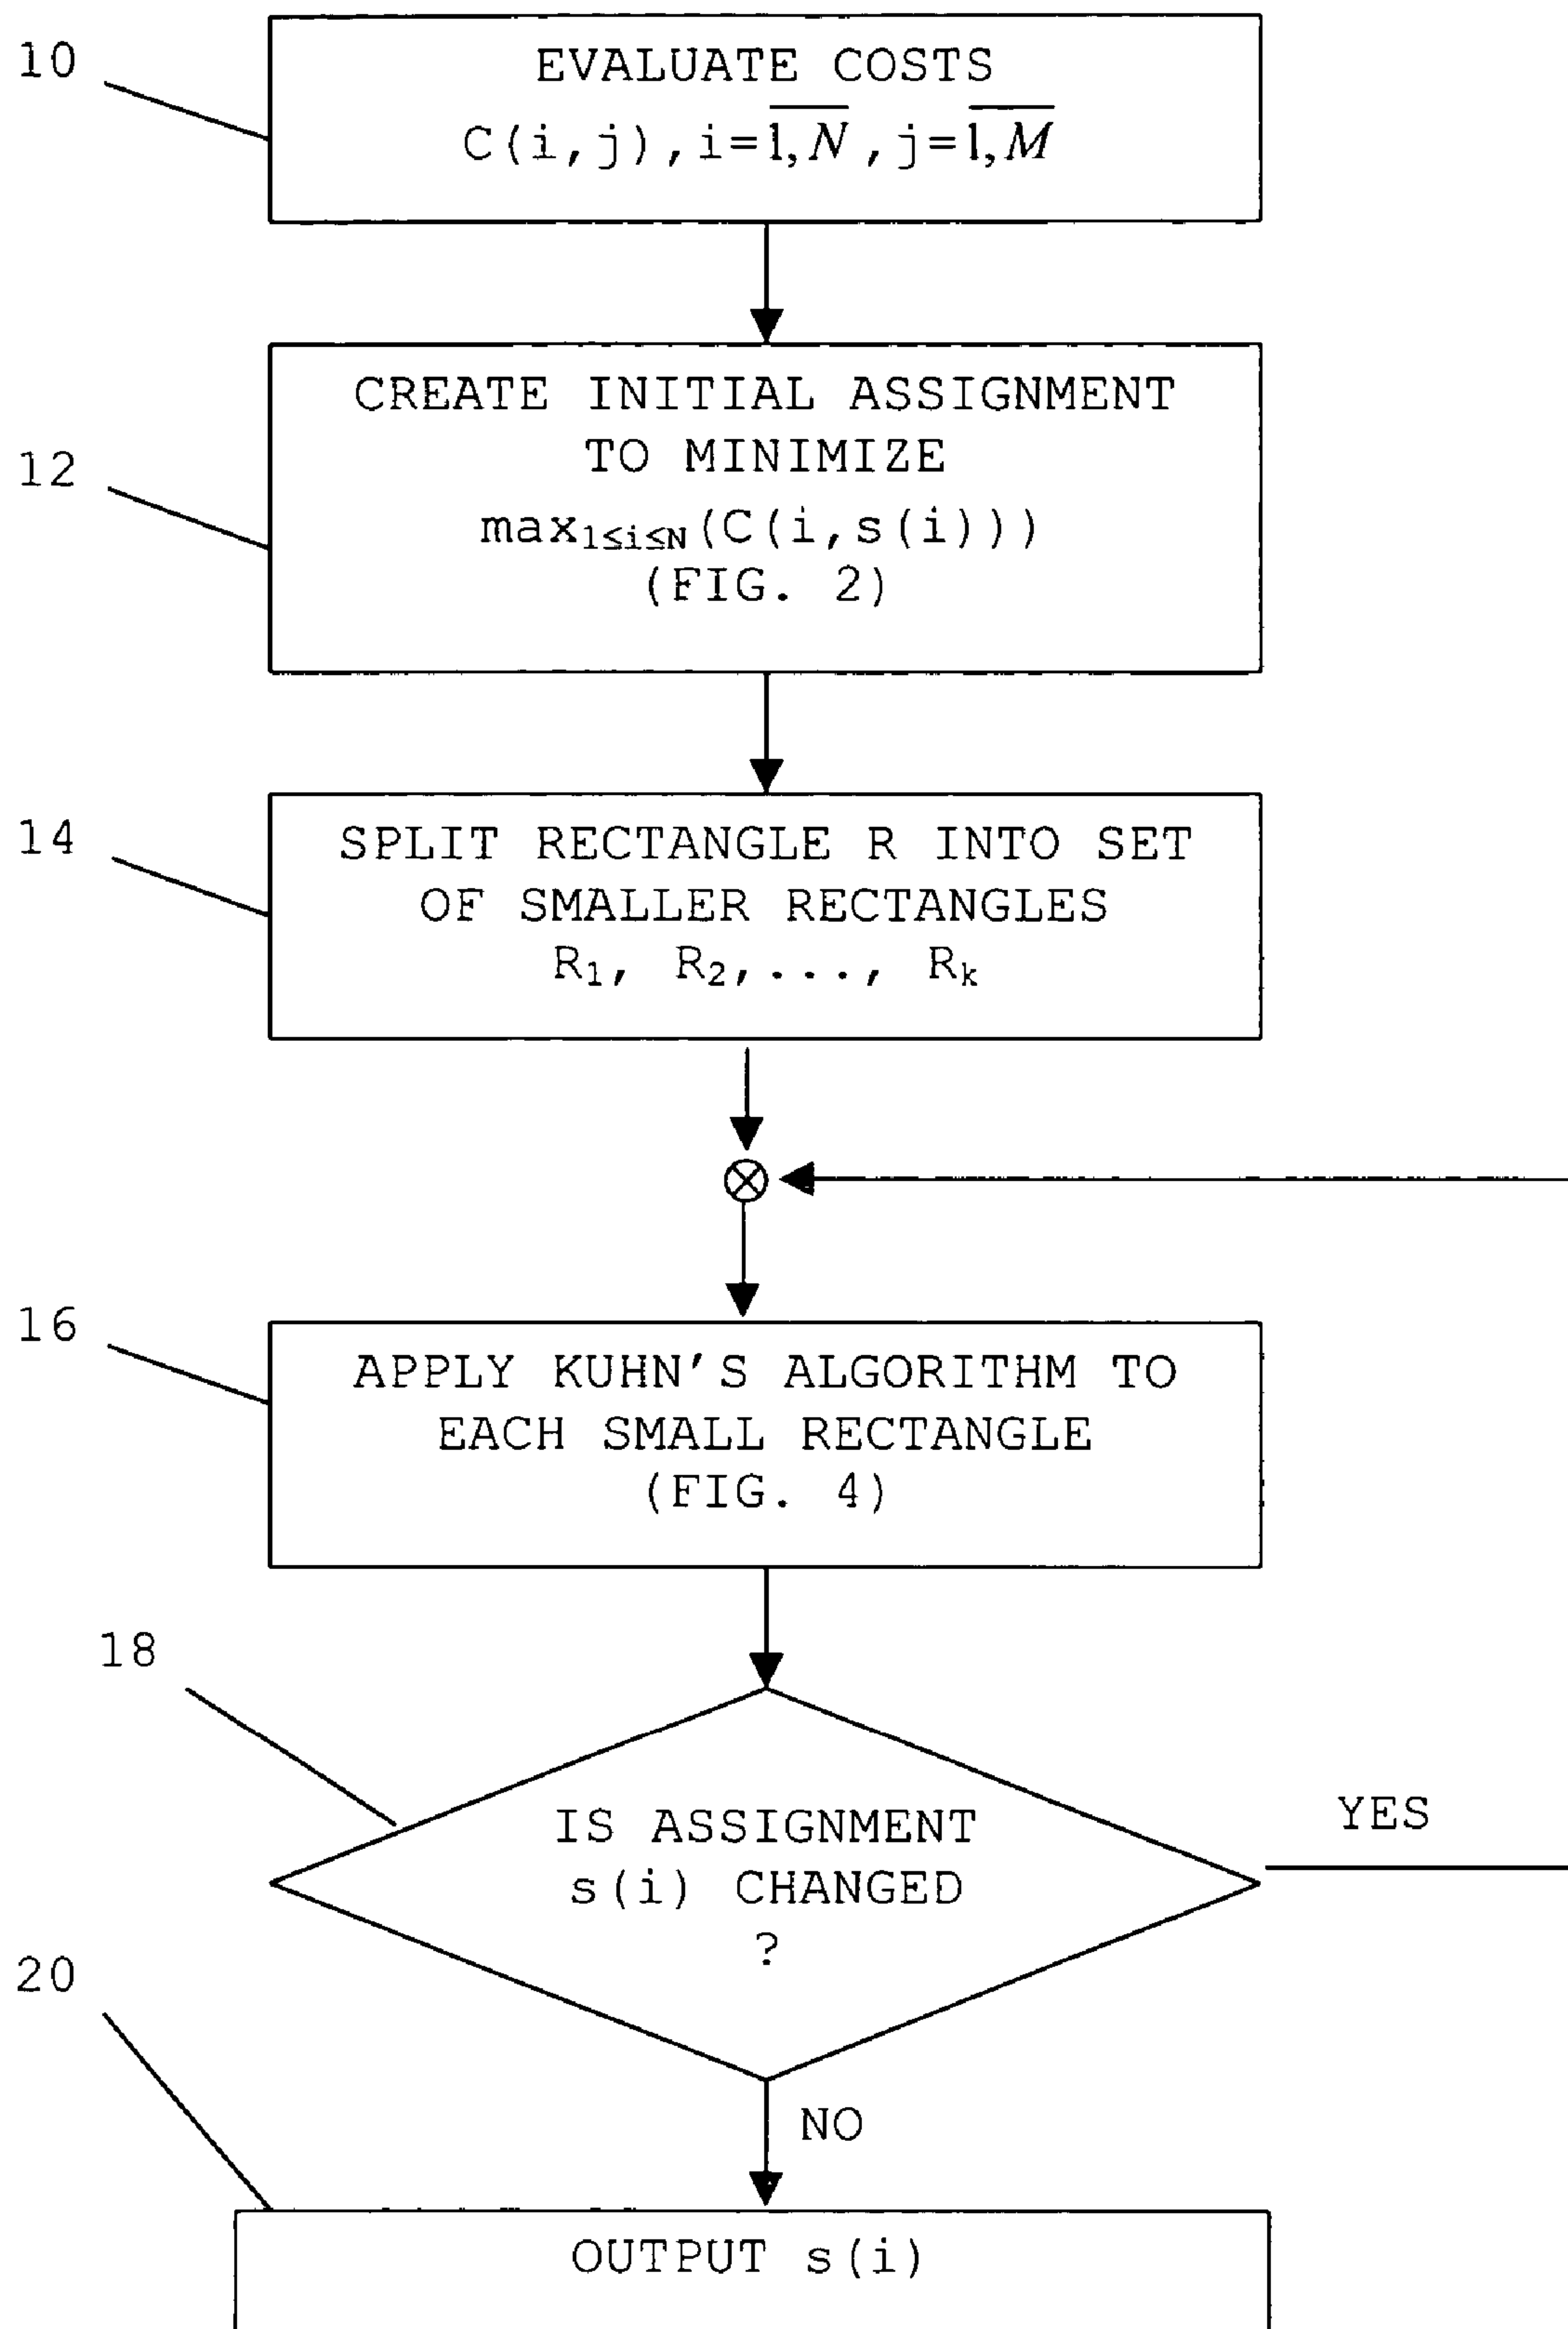 10
EVALUATE COSTS
C(i,j),i=1,N,j=1,M
12
CREATE INITIAL ASSIGNMENT
TO MINIMIZE
max1≤i≤N(C(i,s(i)))
(FIG. 2)
14
SPLIT RECTANGLE R INTO SET
OF SMALLER RECTANGLES
R1, R2,..., Rk
16
APPLY KUHN'S ALGORITHM TO
EACH SMALL RECTANGLE
(FIG. 4)
18
IS ASSIGNMENT
s(i) CHANGED
?
YES
20
NO
OUTPUT s(i)